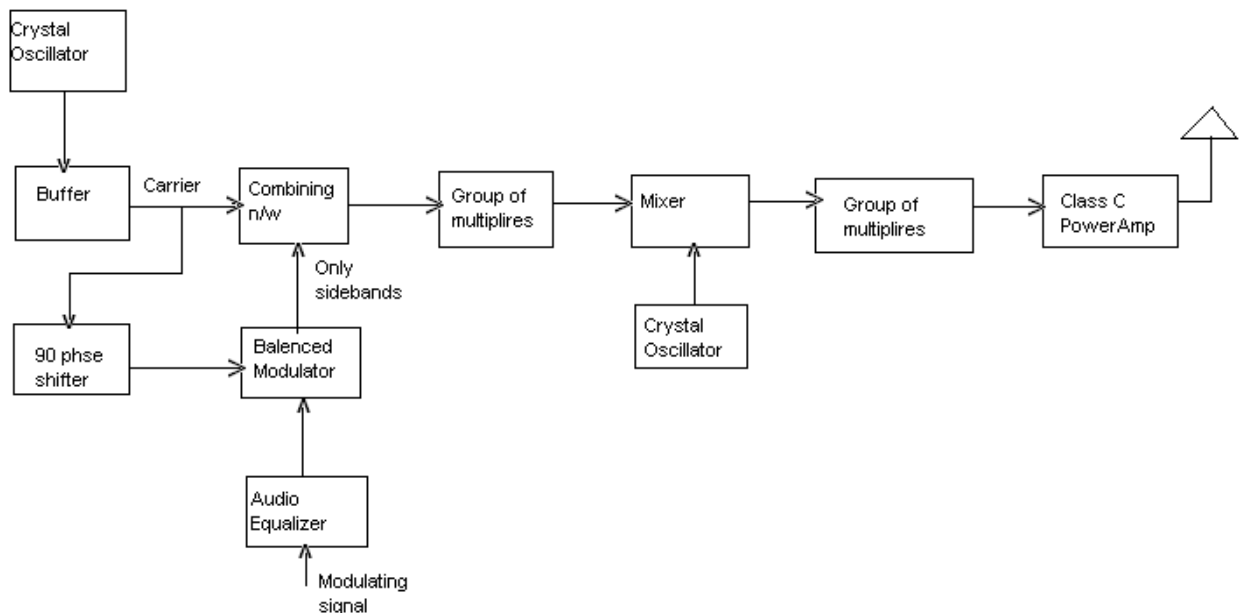 Crystal
Oscillator
Buffer
Carrier
Combining
n/w
Group of
multiplires
Mixer
Group of
multiplires
Class C
PowerAmp
Only
sidebands
Crystal
Oscillator
90 phse
shifter
Balenced
Modulator
Audio
Equalizer
Modulating
signal